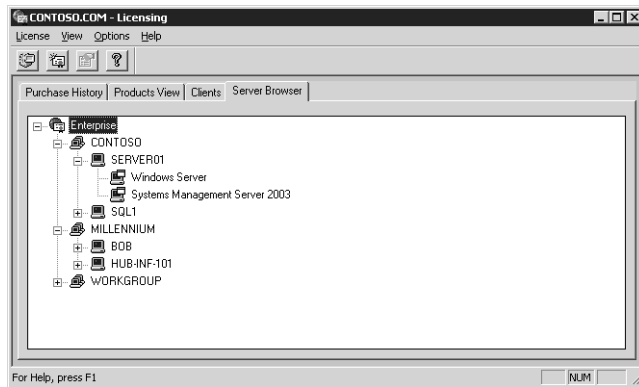 CONTOSO.COM - Licensing
License View Options Help
Purchase History Products View Clients Server Browser
Enterprise
CONTOSO
SERVER01
Windows Server
Systems Management Server 2003
SQL1
MILLENNIUM
BOB
HUB-INF-101
WORKGROUP
For Help, press F1 NUM